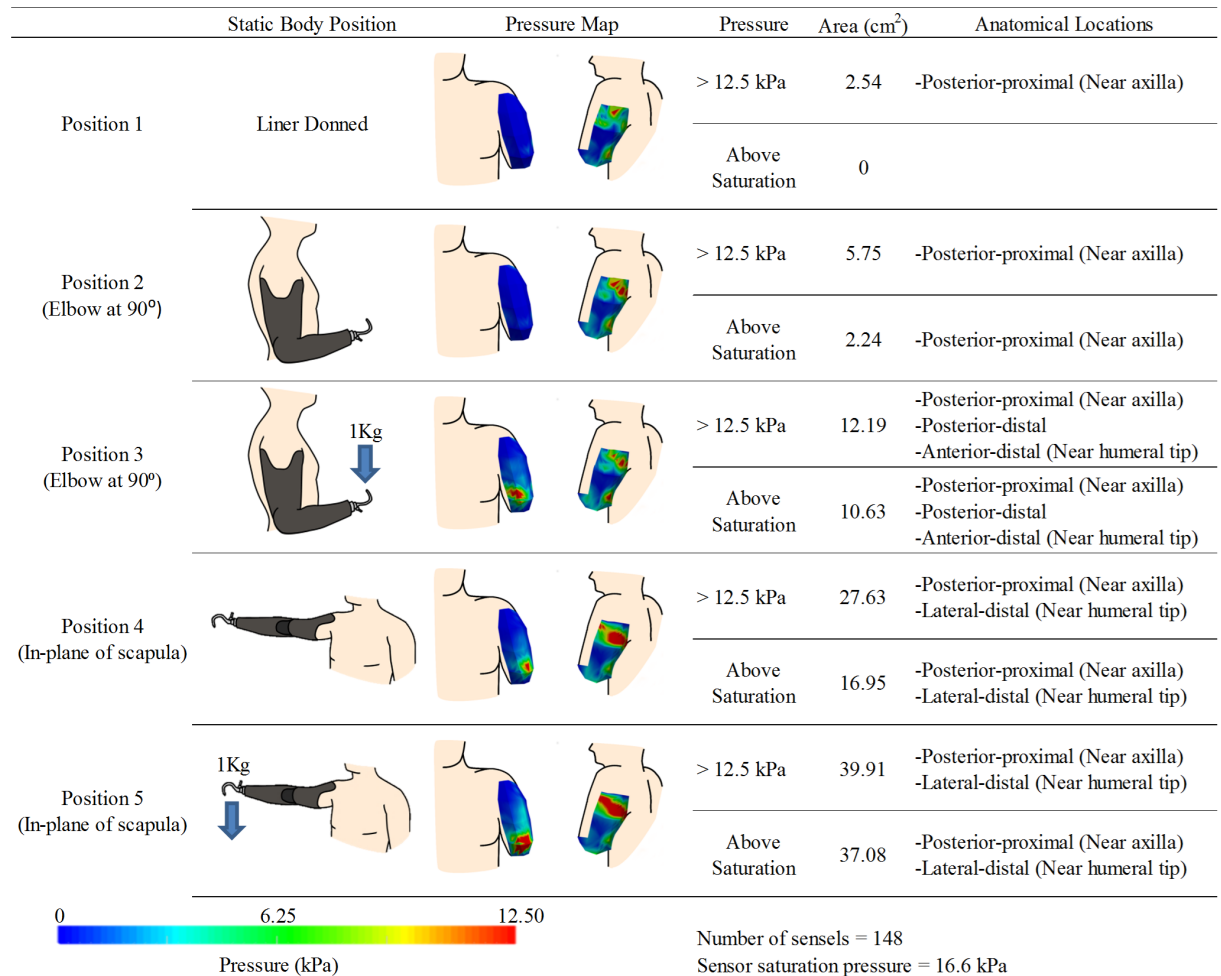 Static Body Position Pressure Map Pressure Area (cm²) Anatomical Locations
Position 1
Liner Donned
> 12.5 kPa 2.54 -Posterior-proximal (Near axilla)
Above
Saturation
0
Position 2
(Elbow at 90⁰)
> 12.5 kPa 5.75 -Posterior-proximal (Near axilla)
Above
Saturation
2.24 -Posterior-proximal (Near axilla)
Position 3
(Elbow at 90⁰)
1Kg
> 12.5 kPa 12.19
-Posterior-proximal (Near axilla)
-Posterior-distal
-Anterior-distal (Near humeral tip)
Above
Saturation
10.63
-Posterior-proximal (Near axilla)
-Posterior-distal
-Anterior-distal (Near humeral tip)
Position 4
(In-plane of scapula)
> 12.5 kPa 27.63
-Posterior-proximal (Near axilla)
-Lateral-distal (Near humeral tip)
Above
Saturation
16.95
-Posterior-proximal (Near axilla)
-Lateral-distal (Near humeral tip)
Position 5
(In-plane of scapula)
1Kg
> 12.5 kPa 39.91
-Posterior-proximal (Near axilla)
-Lateral-distal (Near humeral tip)
Above
Saturation
37.08
-Posterior-proximal (Near axilla)
-Lateral-distal (Near humeral tip)
0 6.25 12.50
Pressure (kPa)
Number of sensels = 148
Sensor saturation pressure = 16.6 kPa